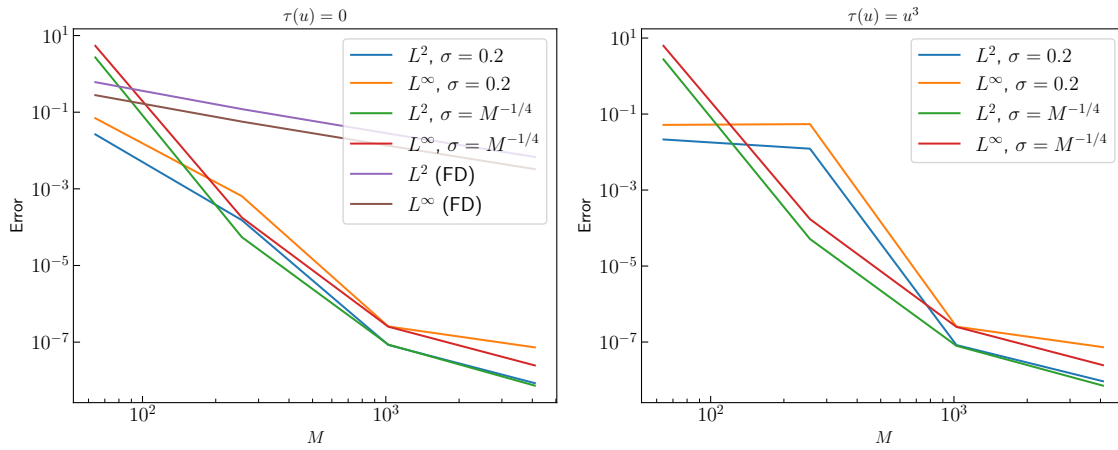 τ(u) = 0
10^1
10^-1
10^-3
10^-5
10^-7
Error
10^2
10^3
M
L^2, σ = 0.2
L^∞, σ = 0.2
L^2, σ = M^-1/4
L^∞, σ = M^-1/4
L^2 (FD)
L^∞ (FD)
τ(u) = u^3
10^1
10^-1
10^-3
10^-5
10^-7
Error
10^2
10^3
M
L^2, σ = 0.2
L^∞, σ = 0.2
L^2, σ = M^-1/4
L^∞, σ = M^-1/4